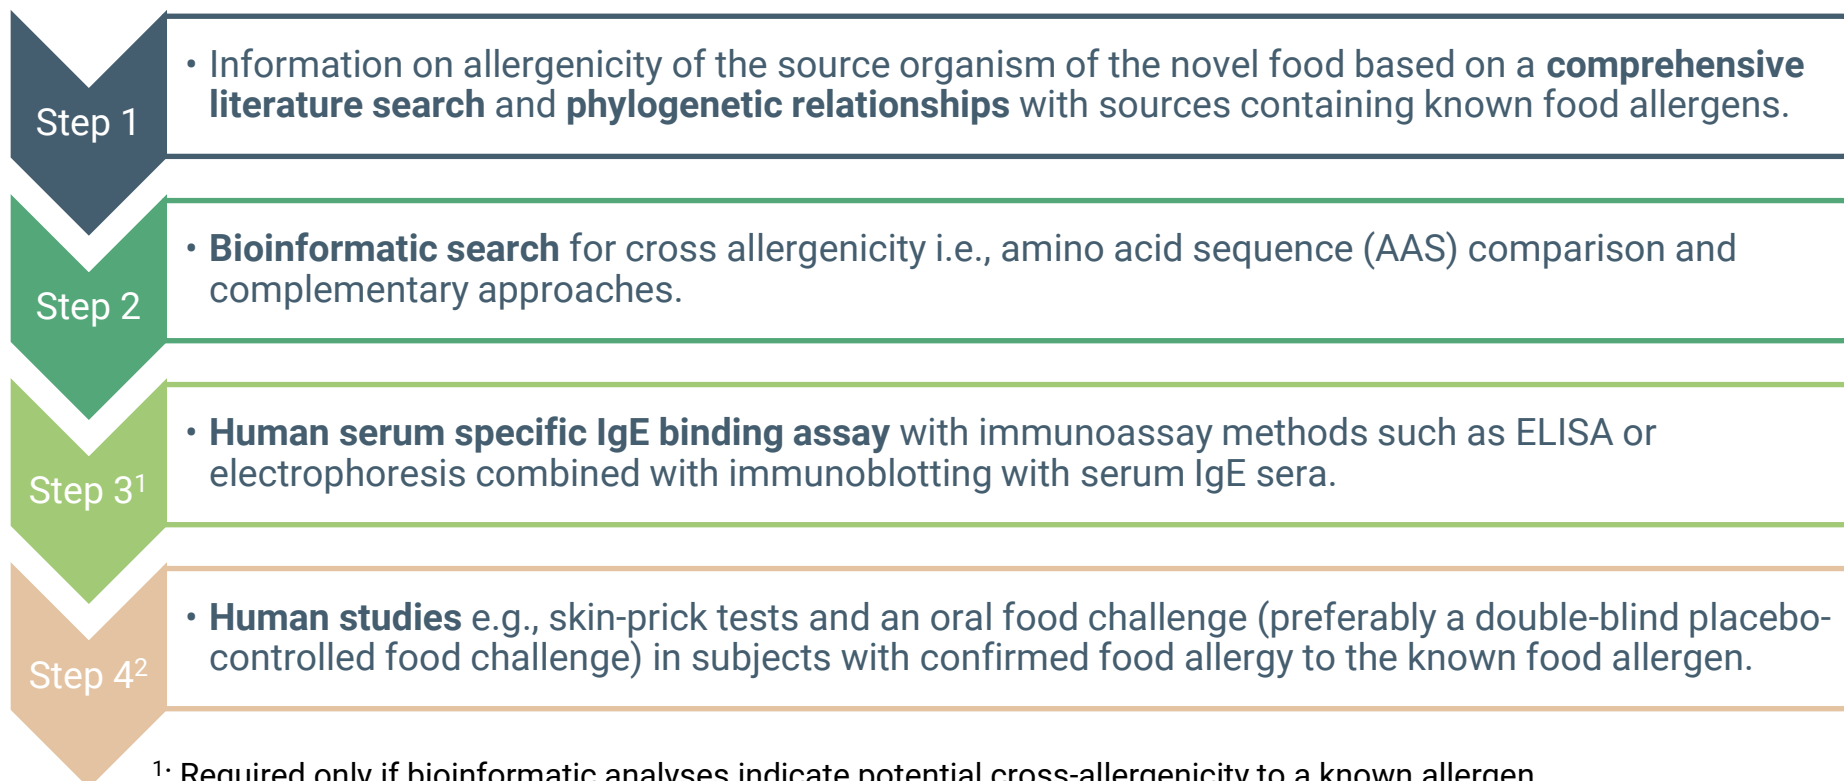 Step 1
• Information on allergenicity of the source organism of the novel food based on a comprehensive
literature search and phylogenetic relationships with sources containing known food allergens.
Step 2
• Bioinformatic search for cross allergenicity i.e., amino acid sequence (AAS) comparison and
complementary approaches.
Step 3¹
• Human serum specific IgE binding assay with immunoassay methods such as ELISA or
electrophoresis combined with immunoblotting with serum IgE sera.
Step 4²
• Human studies e.g., skin-prick tests and an oral food challenge (preferably a double-blind placebo-
controlled food challenge) in subjects with confirmed food allergy to the known food allergen.
¹: Required only if bioinformatic analyses indicate potential cross-allergenicity to a known allergen